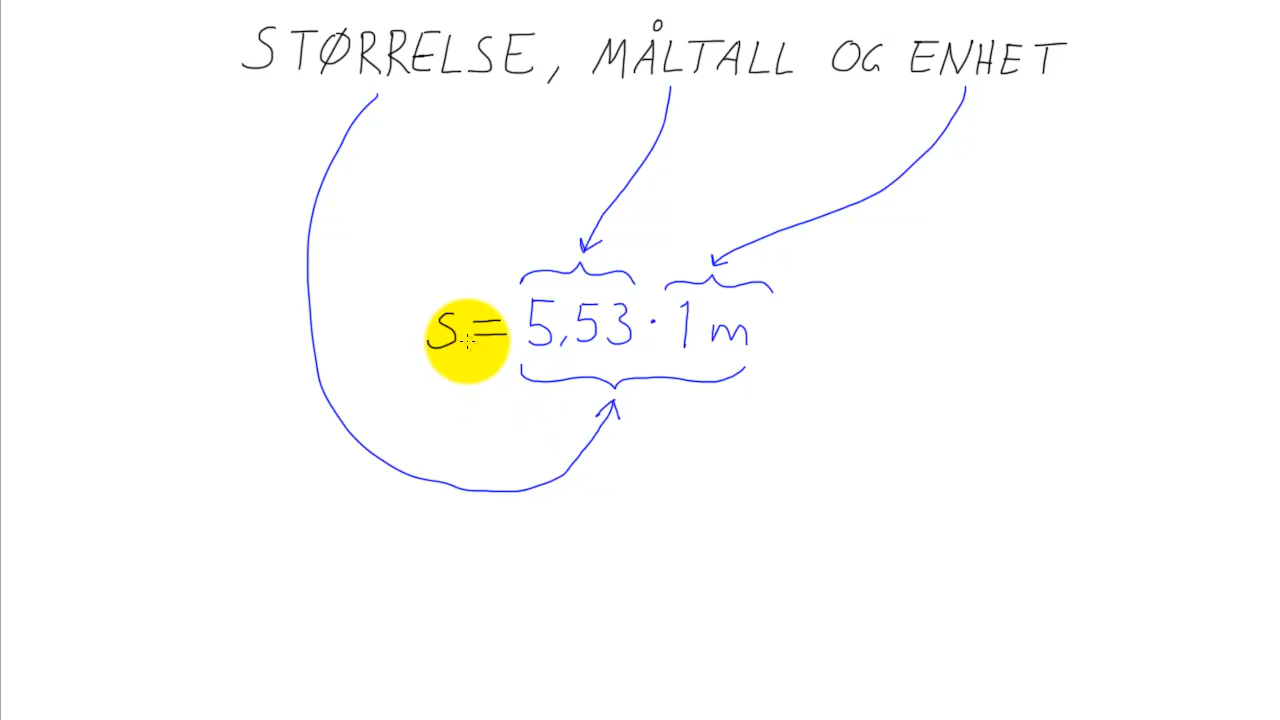 STØRRELSE, MÅLTALL OG ENHET
s = 5,53 · 1 m